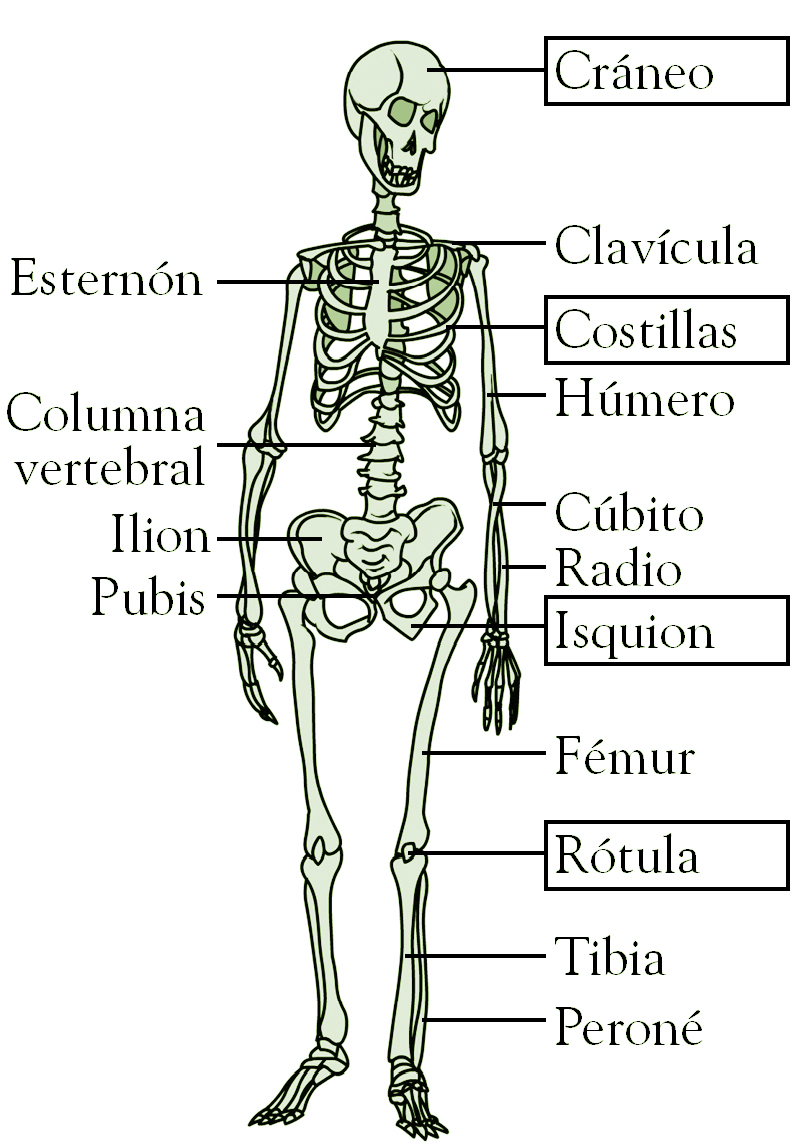 Cráneo
Clavícula
Esternón
Costillas
Húmero
Columna
vertebral
Cúbito
Ilion
Radio
Pubis
Isquion
Fémur
Rótula
Tibia
Peroné